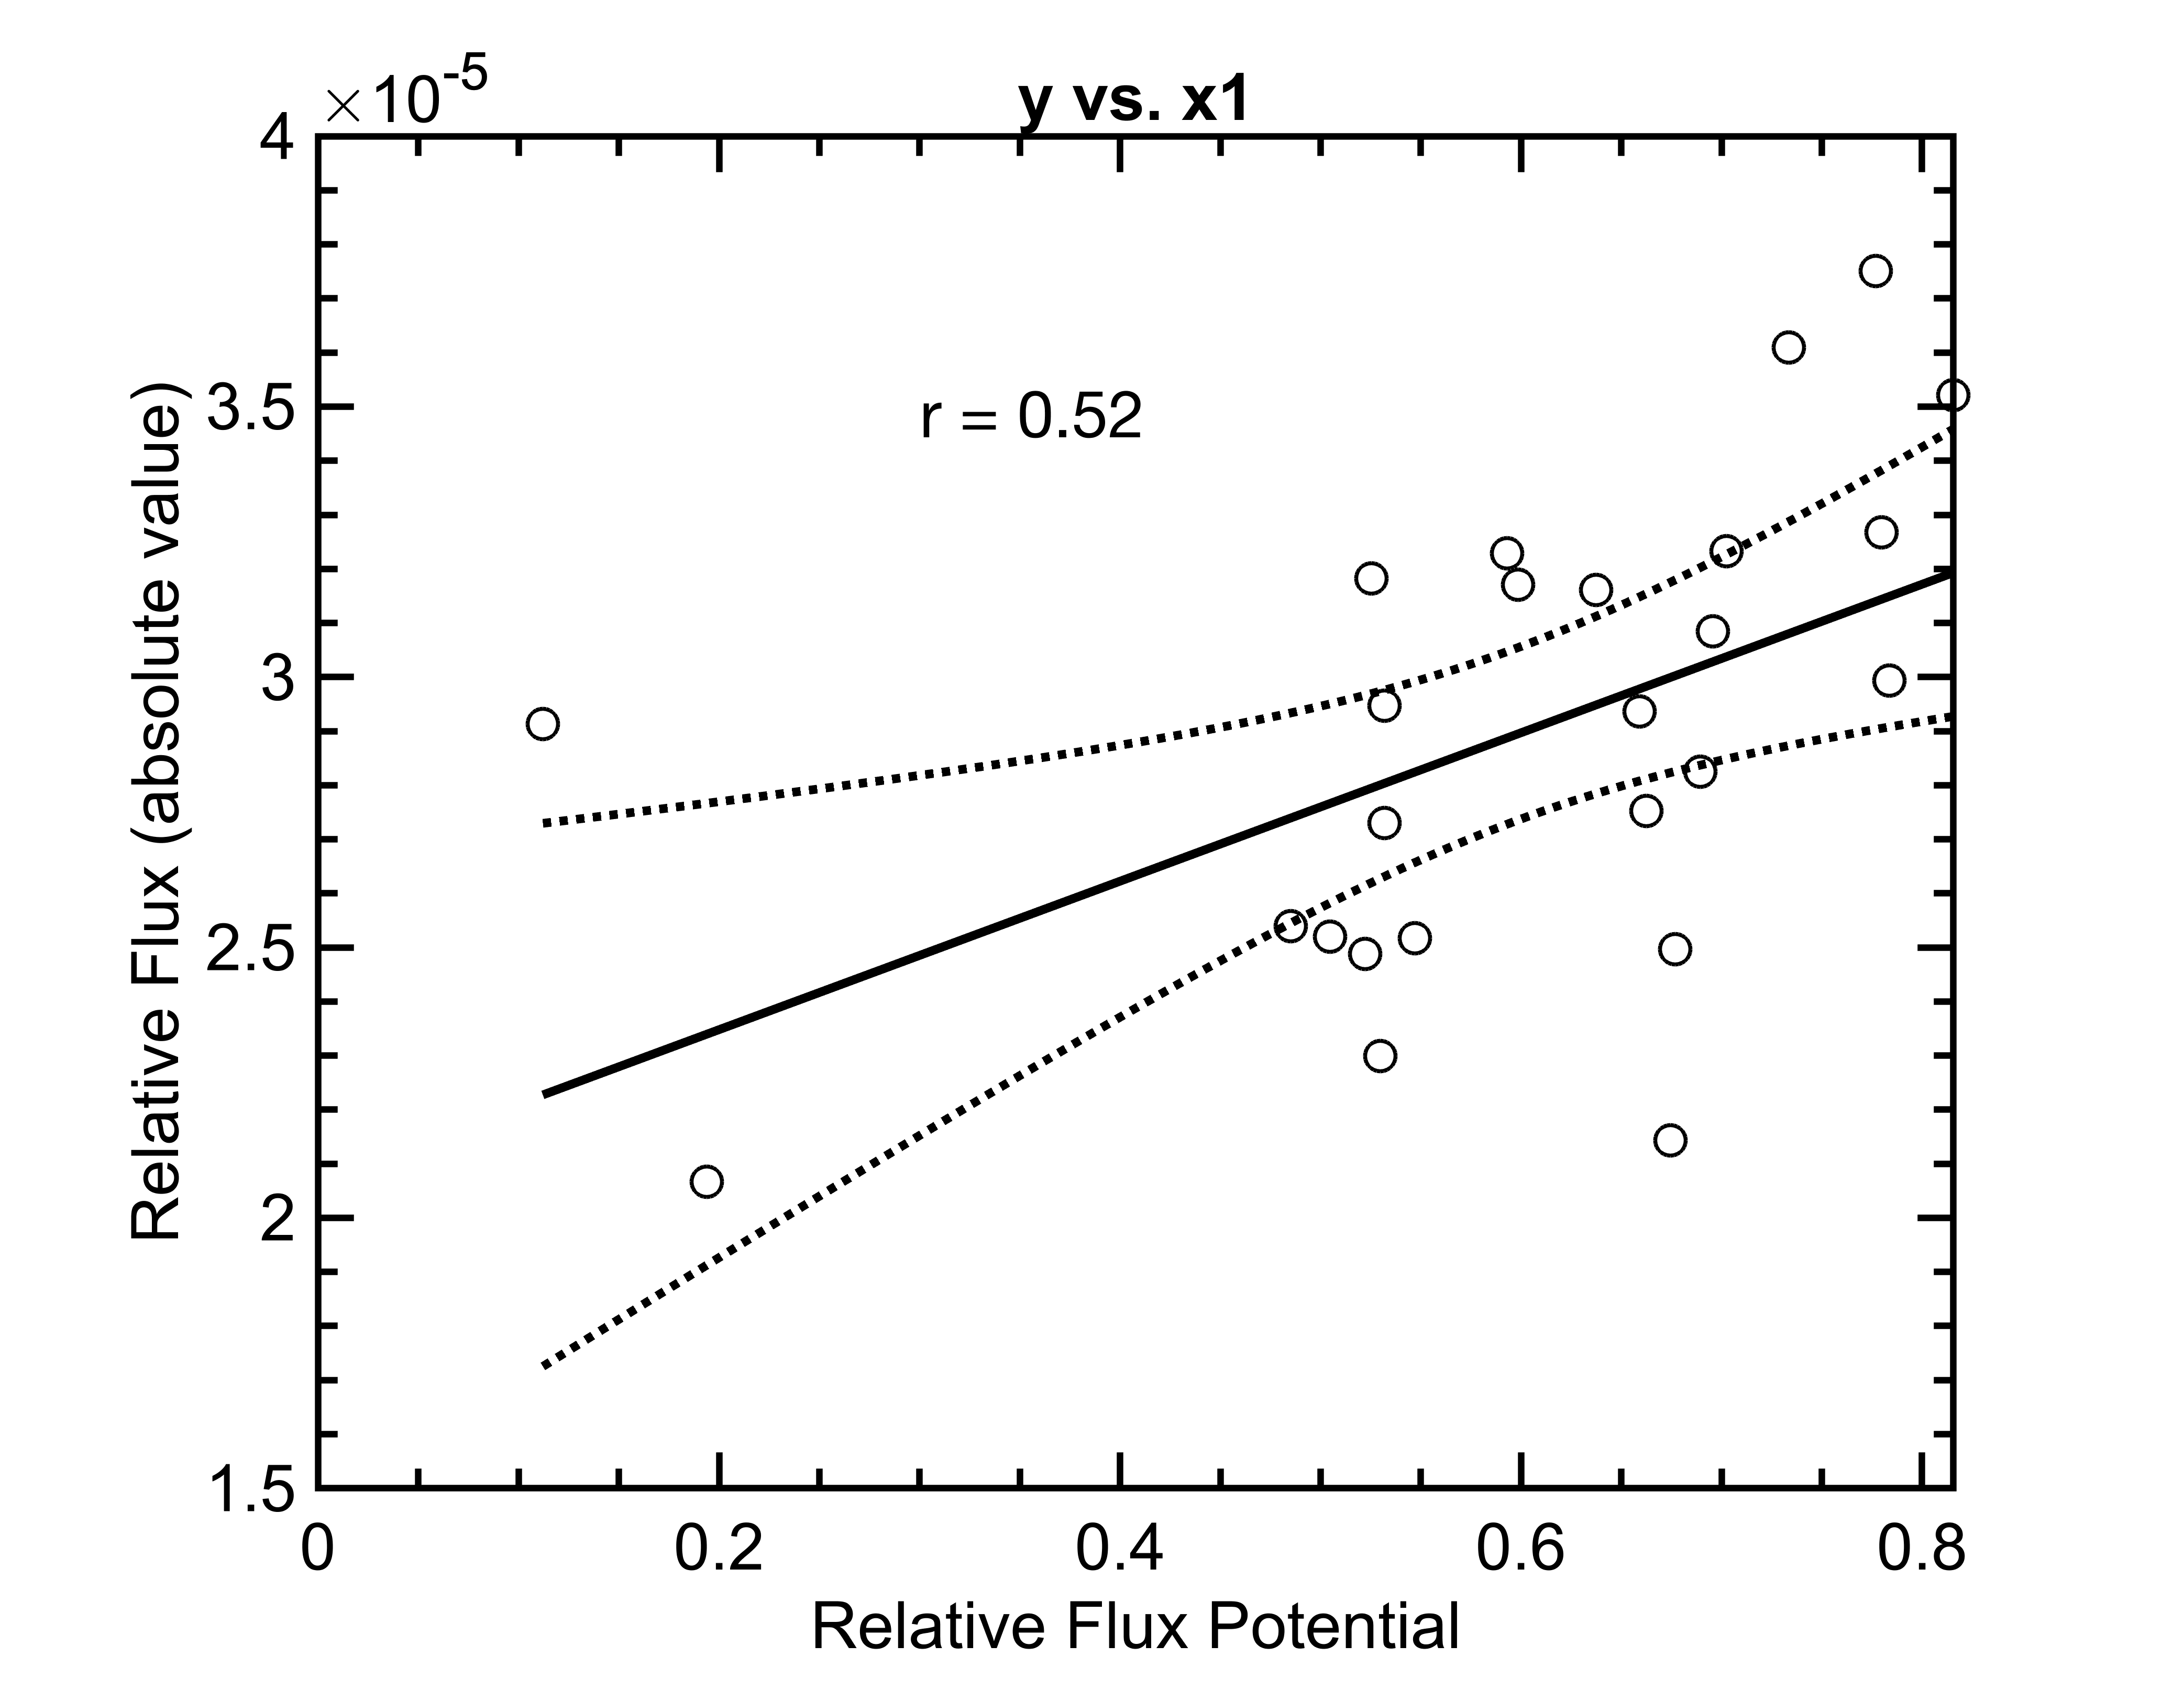 ×10-5
y vs. x1
4
3.5
3
2.5
2
1.5
r = 0.52
Relative Flux (absolute value)
0 0.2 0.4 0.6 0.8
Relative Flux Potential